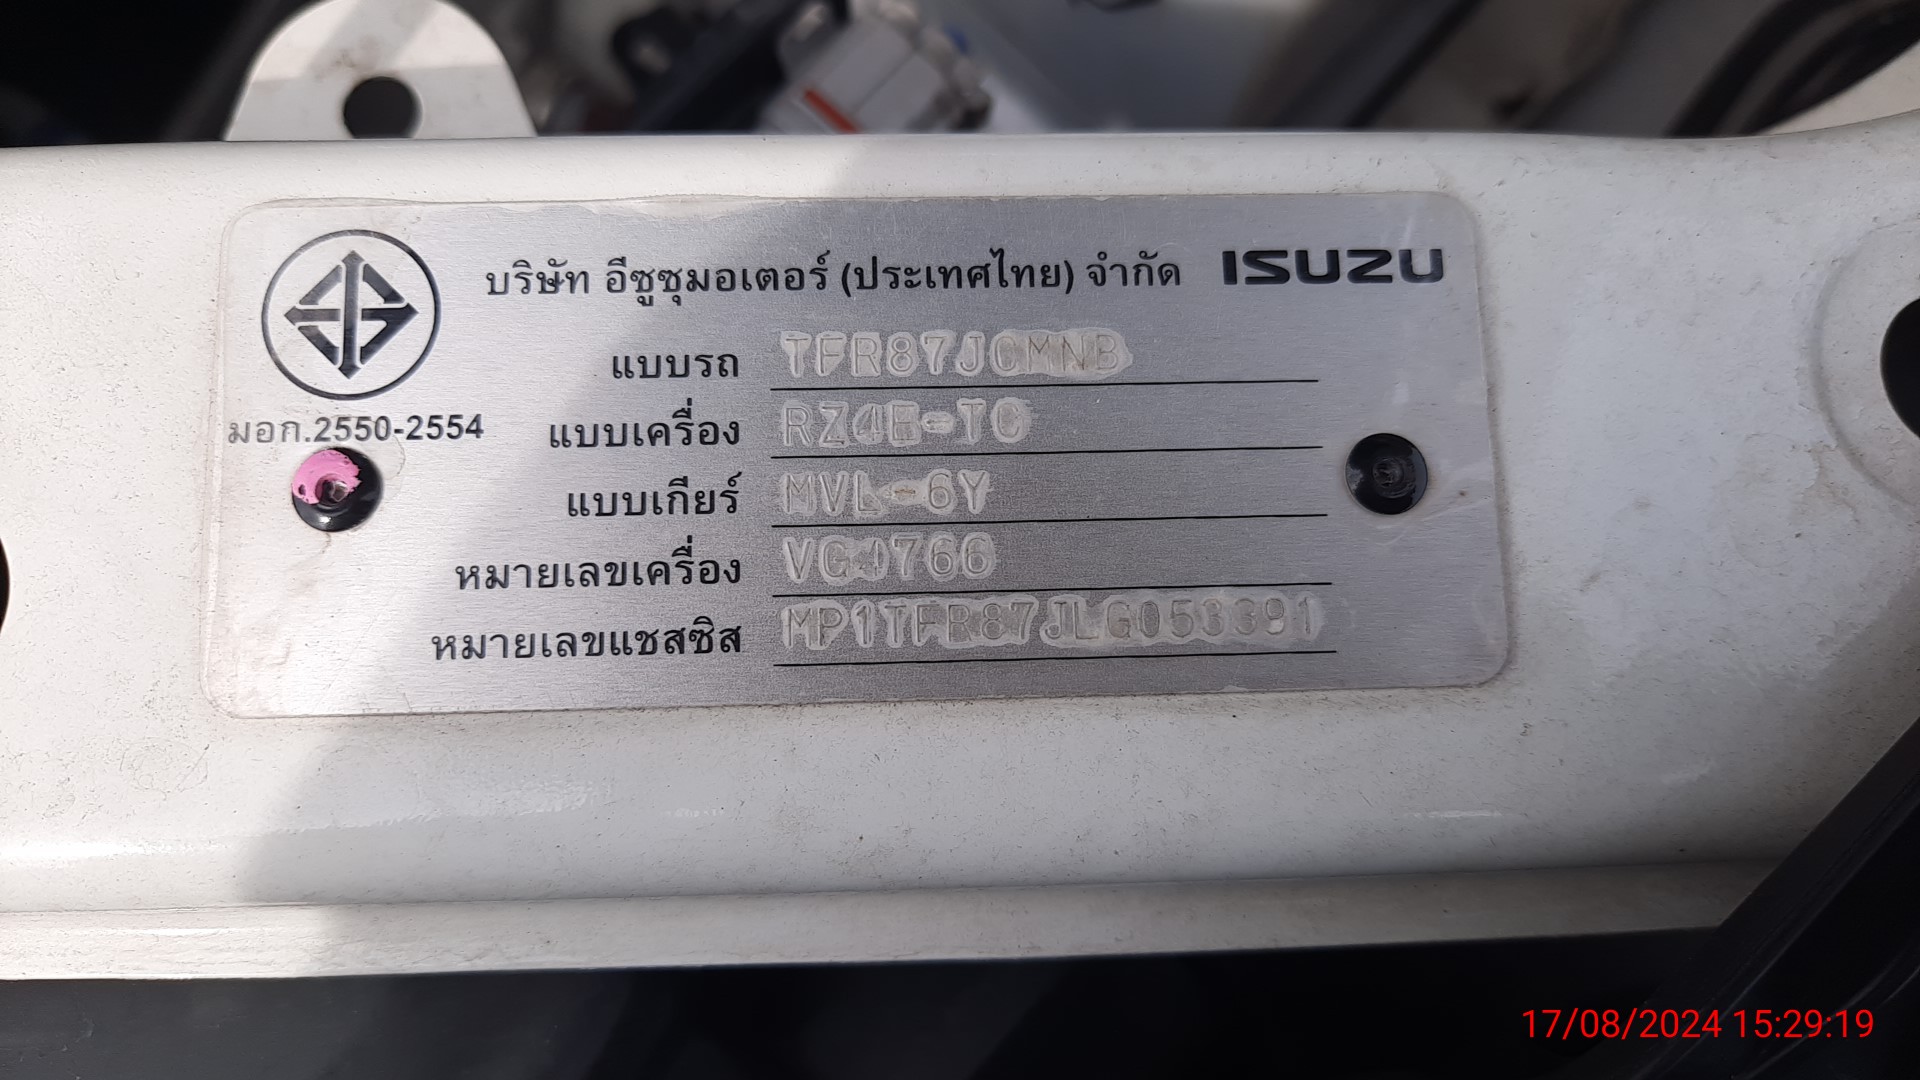 บริษัท อีซูซุมอเตอร์ (ประเทศไทย) จำกัด ISUZU
แบบรถ TFR87JCMNB
มอก.2550-2554
แบบเครื่อง RZ4E-TC
แบบเกียร์ MVL-6Y
หมายเลขเครื่อง
หมายเลขแชสซิส MP1TFR87JLG053391
17/08/2024 15:29:19